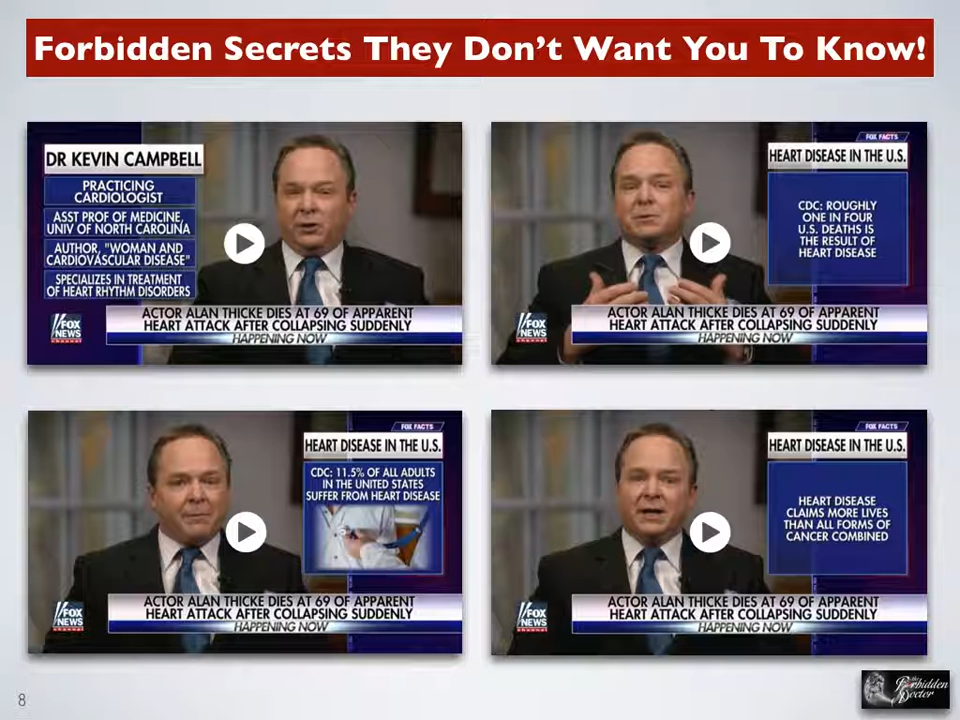 Forbidden Secrets They Don't Want You To Know!
DR KEVIN CAMPBELL
PRACTICING
CARDIOLOGIST
ASST PROF OF MEDICINE,
UNIV OF NORTH CAROLINA
AUTHOR, "WOMAN AND
CARDIOVASCULAR DISEASE"
SPECIALIZES IN TREATMENT
OF HEART RHYTHM DISORDERS
FOX
NEWS
channel
ACTOR ALAN THICKE DIES AT 69 OF APPARENT
HEART ATTACK AFTER COLLAPSING SUDDENLY
HAPPENING NOW
FOX FACTS
HEART DISEASE IN THE U.S.
CDC: ROUGHLY
ONE IN FOUR
U.S. DEATHS IS
THE RESULT OF
HEART DISEASE
FOX
NEWS
channel
ACTOR ALAN THICKE DIES AT 69 OF APPARENT
HEART ATTACK AFTER COLLAPSING SUDDENLY
HAPPENING NOW
FOX FACTS
HEART DISEASE IN THE U.S.
CDC: 11.5% OF ALL ADULTS
IN THE UNITED STATES
SUFFER FROM HEART DISEASE
FOX
NEWS
channel
ACTOR ALAN THICKE DIES AT 69 OF APPARENT
HEART ATTACK AFTER COLLAPSING SUDDENLY
HAPPENING NOW
FOX FACTS
HEART DISEASE IN THE U.S.
HEART DISEASE
CLAIMS MORE LIVES
THAN ALL FORMS OF
CANCER COMBINED
FOX
NEWS
channel
ACTOR ALAN THICKE DIES AT 69 OF APPARENT
HEART ATTACK AFTER COLLAPSING SUDDENLY
HAPPENING NOW
8
the
Forbidden
Doctor